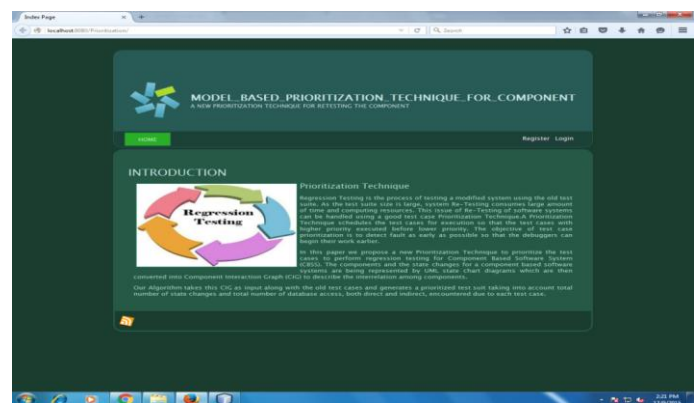 Index Page
localhost:8080/Prioritization/
Search
MODEL_BASED_PRIORITIZATION_TECHNIQUE_FOR_COMPONENT
A NEW PRIORITIZATION TECHNIQUE FOR RETESTING THE COMPONENT
HOME
Register Login
INTRODUCTION
Regression
Testing
Prioritization Technique
Regression Testing is the process of testing a modified system using the old test
suite. As the test suite size is large, system Re-Testing consumes large amount
of time and computing resources. This issue of Re-Testing of software systems
can be handled using a good test case Prioritization Technique.A Prioritization
Technique schedules the test cases for execution so that the test cases with
higher priority executed before lower priority. The objective of test case
prioritization is to detect fault as early as possible so that the debuggers can
begin their work earlier.
In this paper we propose a new Prioritization Technique to prioritize the test
cases to perform regression testing for Component Based Software System
(CBSS). The components and the state changes for a component based software
systems are being represented by UML state chart diagrams which are then
converted into Component Interaction Graph (CIG) to describe the interrelation among components.
Our Algorithm takes this CIG as input along with the old test cases and generates a prioritized test suit taking into account total
number of state changes and total number of database access, both direct and indirect, encountered due to each test case.
2:21 PM